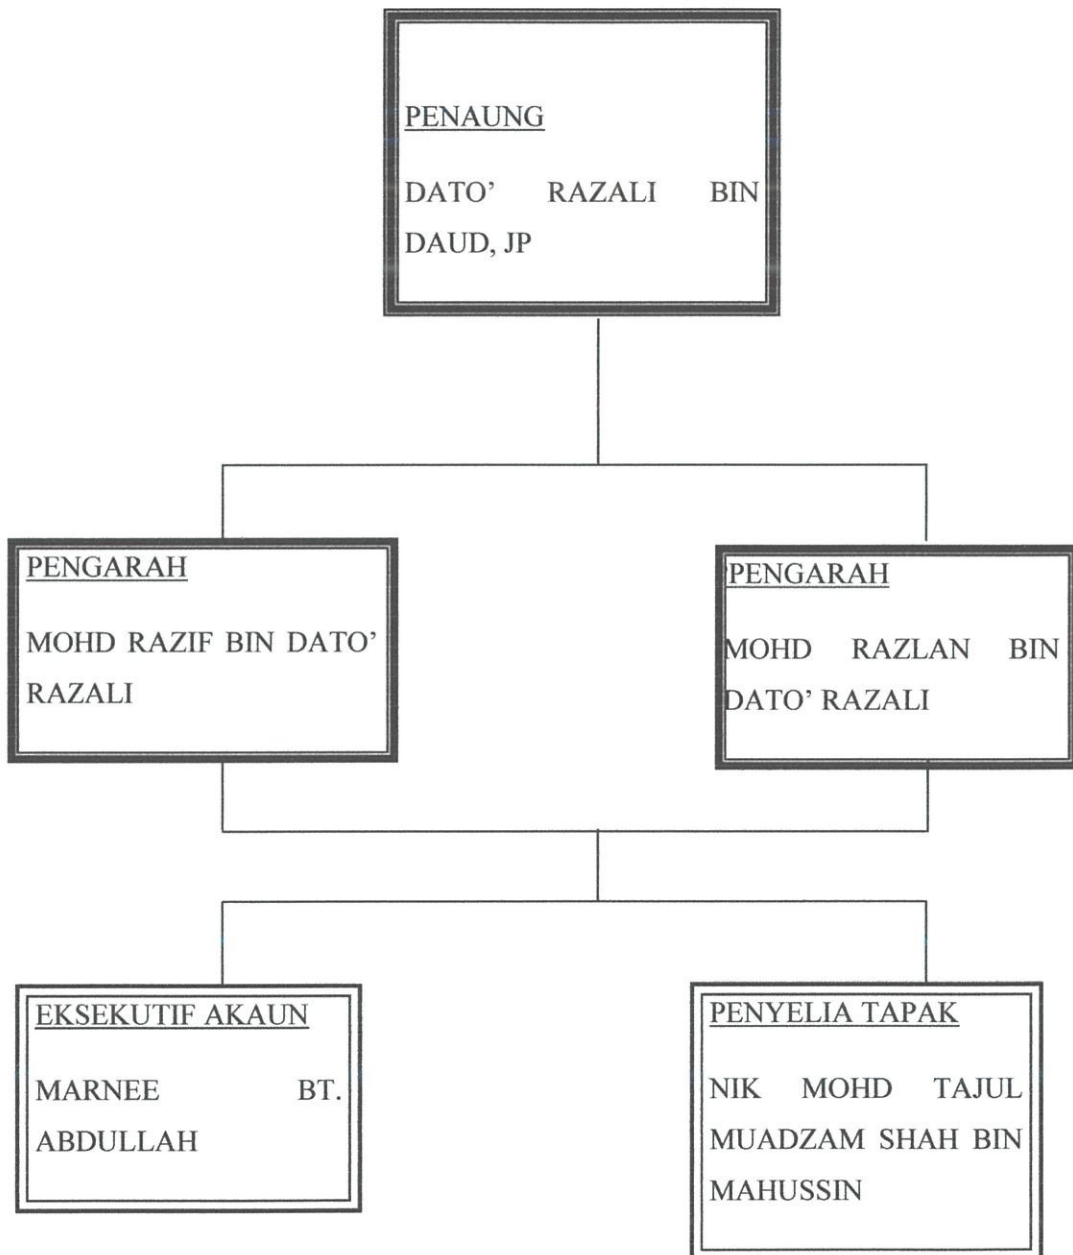 PENAUNG
DATO' RAZALI BIN
DAUD, JP
PENGARAH
MOHD RAZIF BIN DATO'
RAZALI
PENGARAH
MOHD RAZLAN BIN
DATO' RAZALI
EKSEKUTIF AKAUN
MARNEE BT.
ABDULLAH
PENYELIA TAPAK
NIK MOHD TAJUL
MUADZAM SHAH BIN
MAHUSSIN